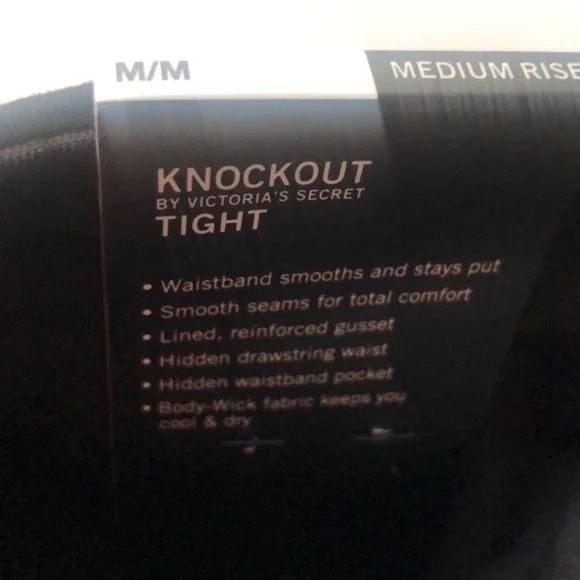 M/M
MEDIUM RISE
KNOCKOUT
BY VICTORIA'S SECRET
TIGHT
• Waistband smooths and stays put
• Smooth seams for total comfort
• Lined, reinforced gusset
• Hidden drawstring waist
• Hidden waistband pocket
• Body-Wick fabric keeps you
cool & dry